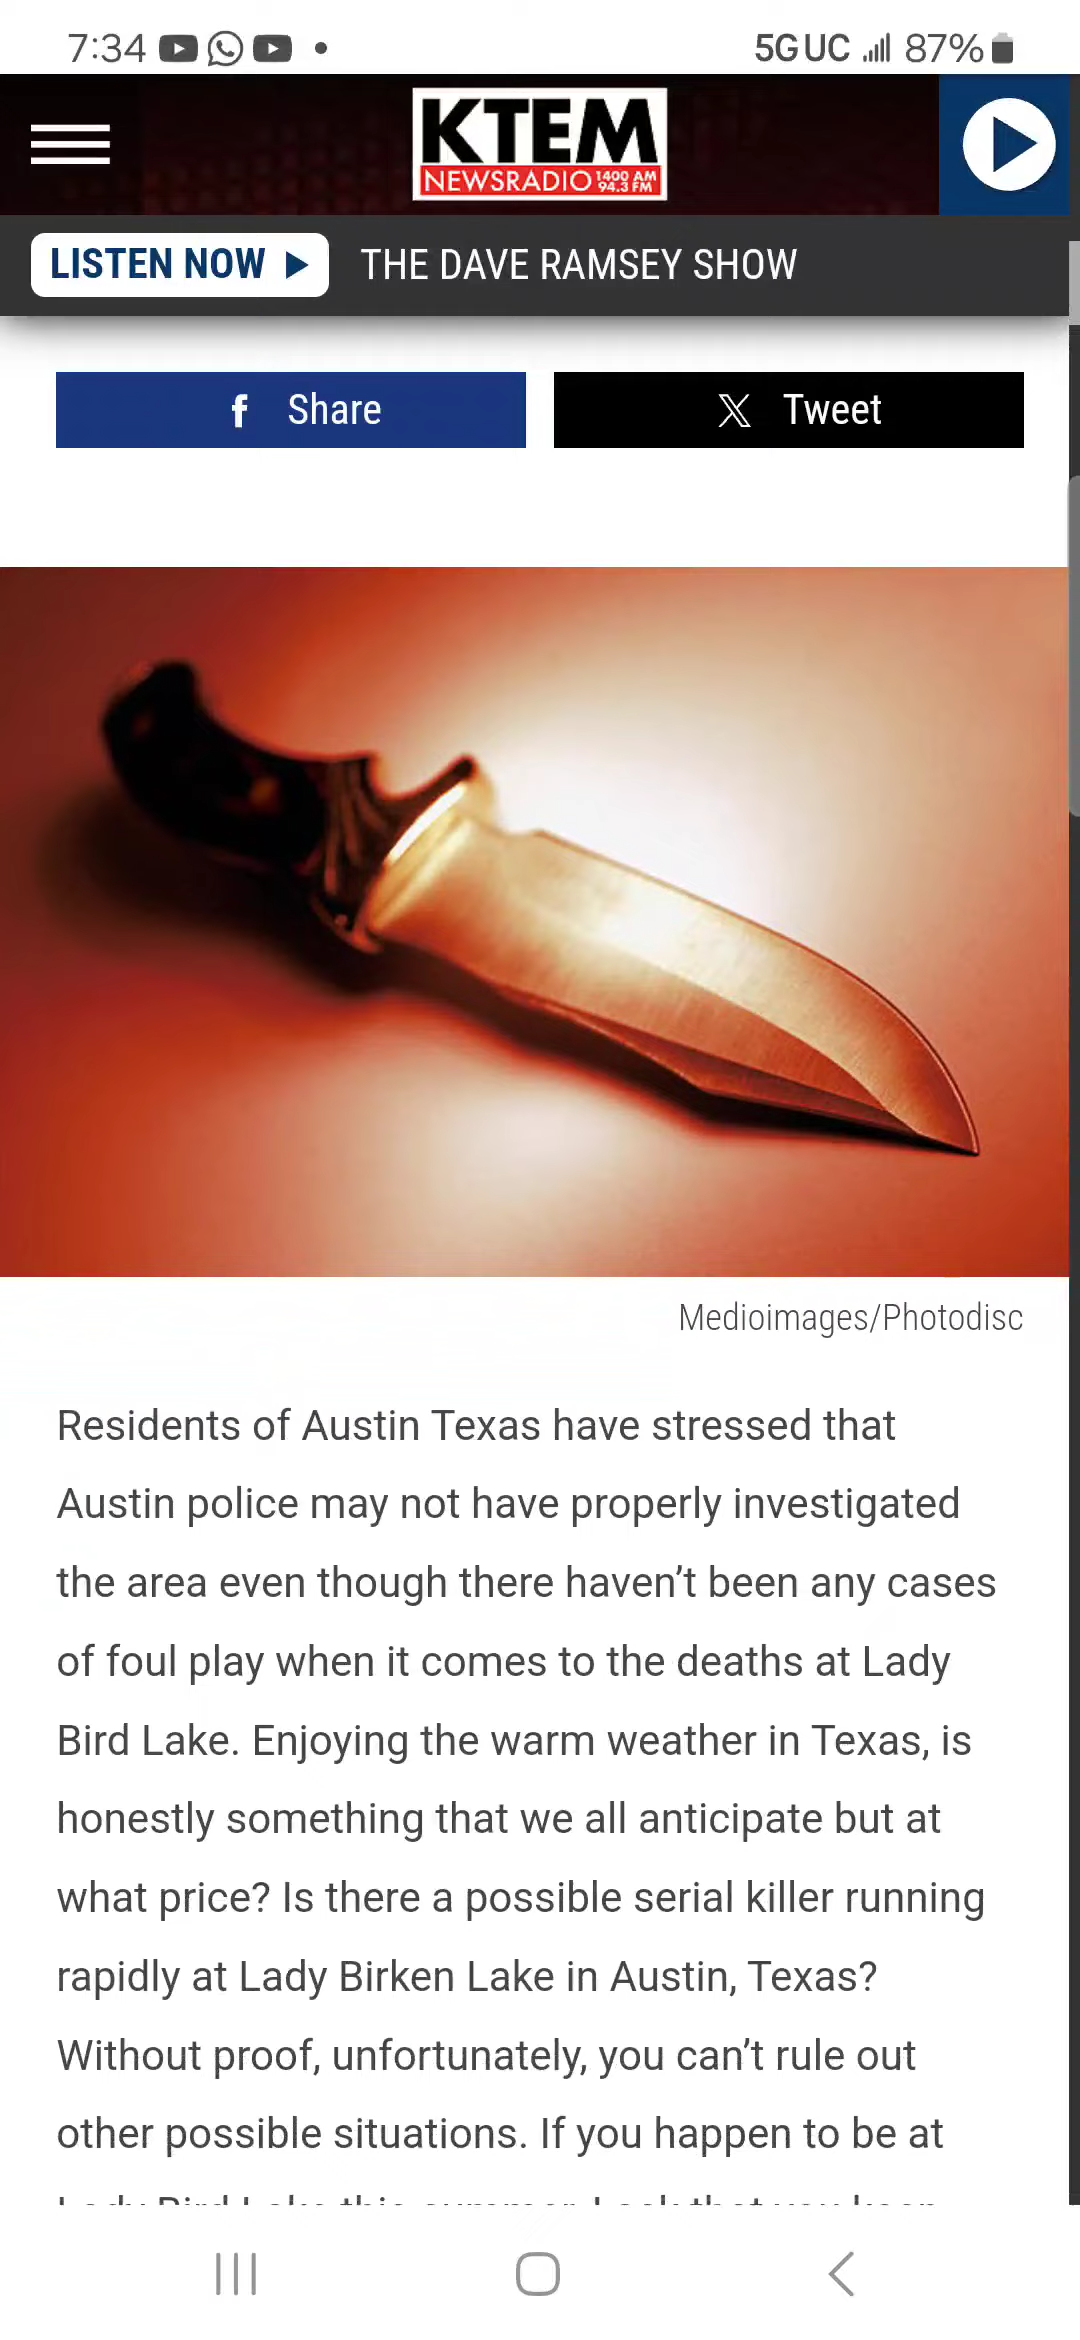 7:34
5G UC 87%
KTEM
NEWSRADIO 1400 AM 94.3 FM
LISTEN NOW
THE DAVE RAMSEY SHOW
f Share
X Tweet
Medioimages/Photodisc
Residents of Austin Texas have stressed that
Austin police may not have properly investigated
the area even though there haven’t been any cases
of foul play when it comes to the deaths at Lady
Bird Lake. Enjoying the warm weather in Texas, is
honestly something that we all anticipate but at
what price? Is there a possible serial killer running
rapidly at Lady Birken Lake in Austin, Texas?
Without proof, unfortunately, you can’t rule out
other possible situations. If you happen to be at